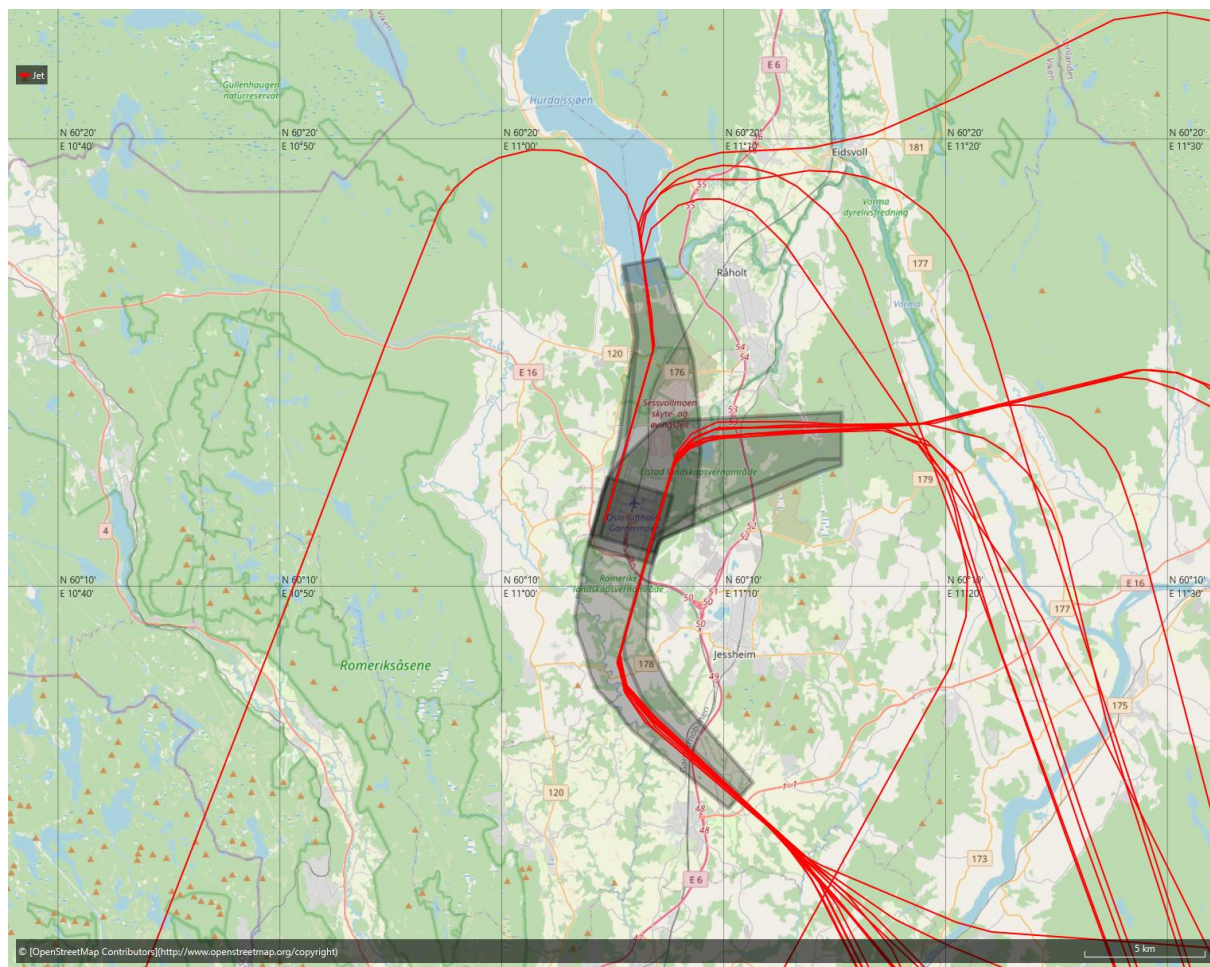 Jet
Gullenhaugen
naturreservat
Viken
Hurdalssjøen
E 6
Viken
N 60°20'
E 10°40'
N 60°20'
E 10°50'
N 60°20'
E 11°00'
N 60°20'
E 11°10'
N 60°20'
E 11°20'
N 60°20'
E 11°30'
Eidsvoll
181
55
55
Vorma
dyrelivsfredning
177
Råholt
Vorma
54
54
120
176
E 16
Sessvollmoen
skyte- og
øvingsfelt
53
53
Elstad landskapsvernområde
179
Oslo lufthavn
Gardermoen
52
52
4
N 60°10'
E 10°40'
N 60°10'
E 10°50'
N 60°10'
E 11°00'
Romerike
landskapsvernområde
N 60°10'
E 11°10'
N 60°10'
E 11°20'
N 60°10'
E 11°30'
E 16
51
50
50
50
177
Jessheim
178
Romeriksåsene
49
175
120
48
48
173
E 6
47
© [OpenStreetMap Contributors](http://www.openstreetmap.org/copyright)
5 km